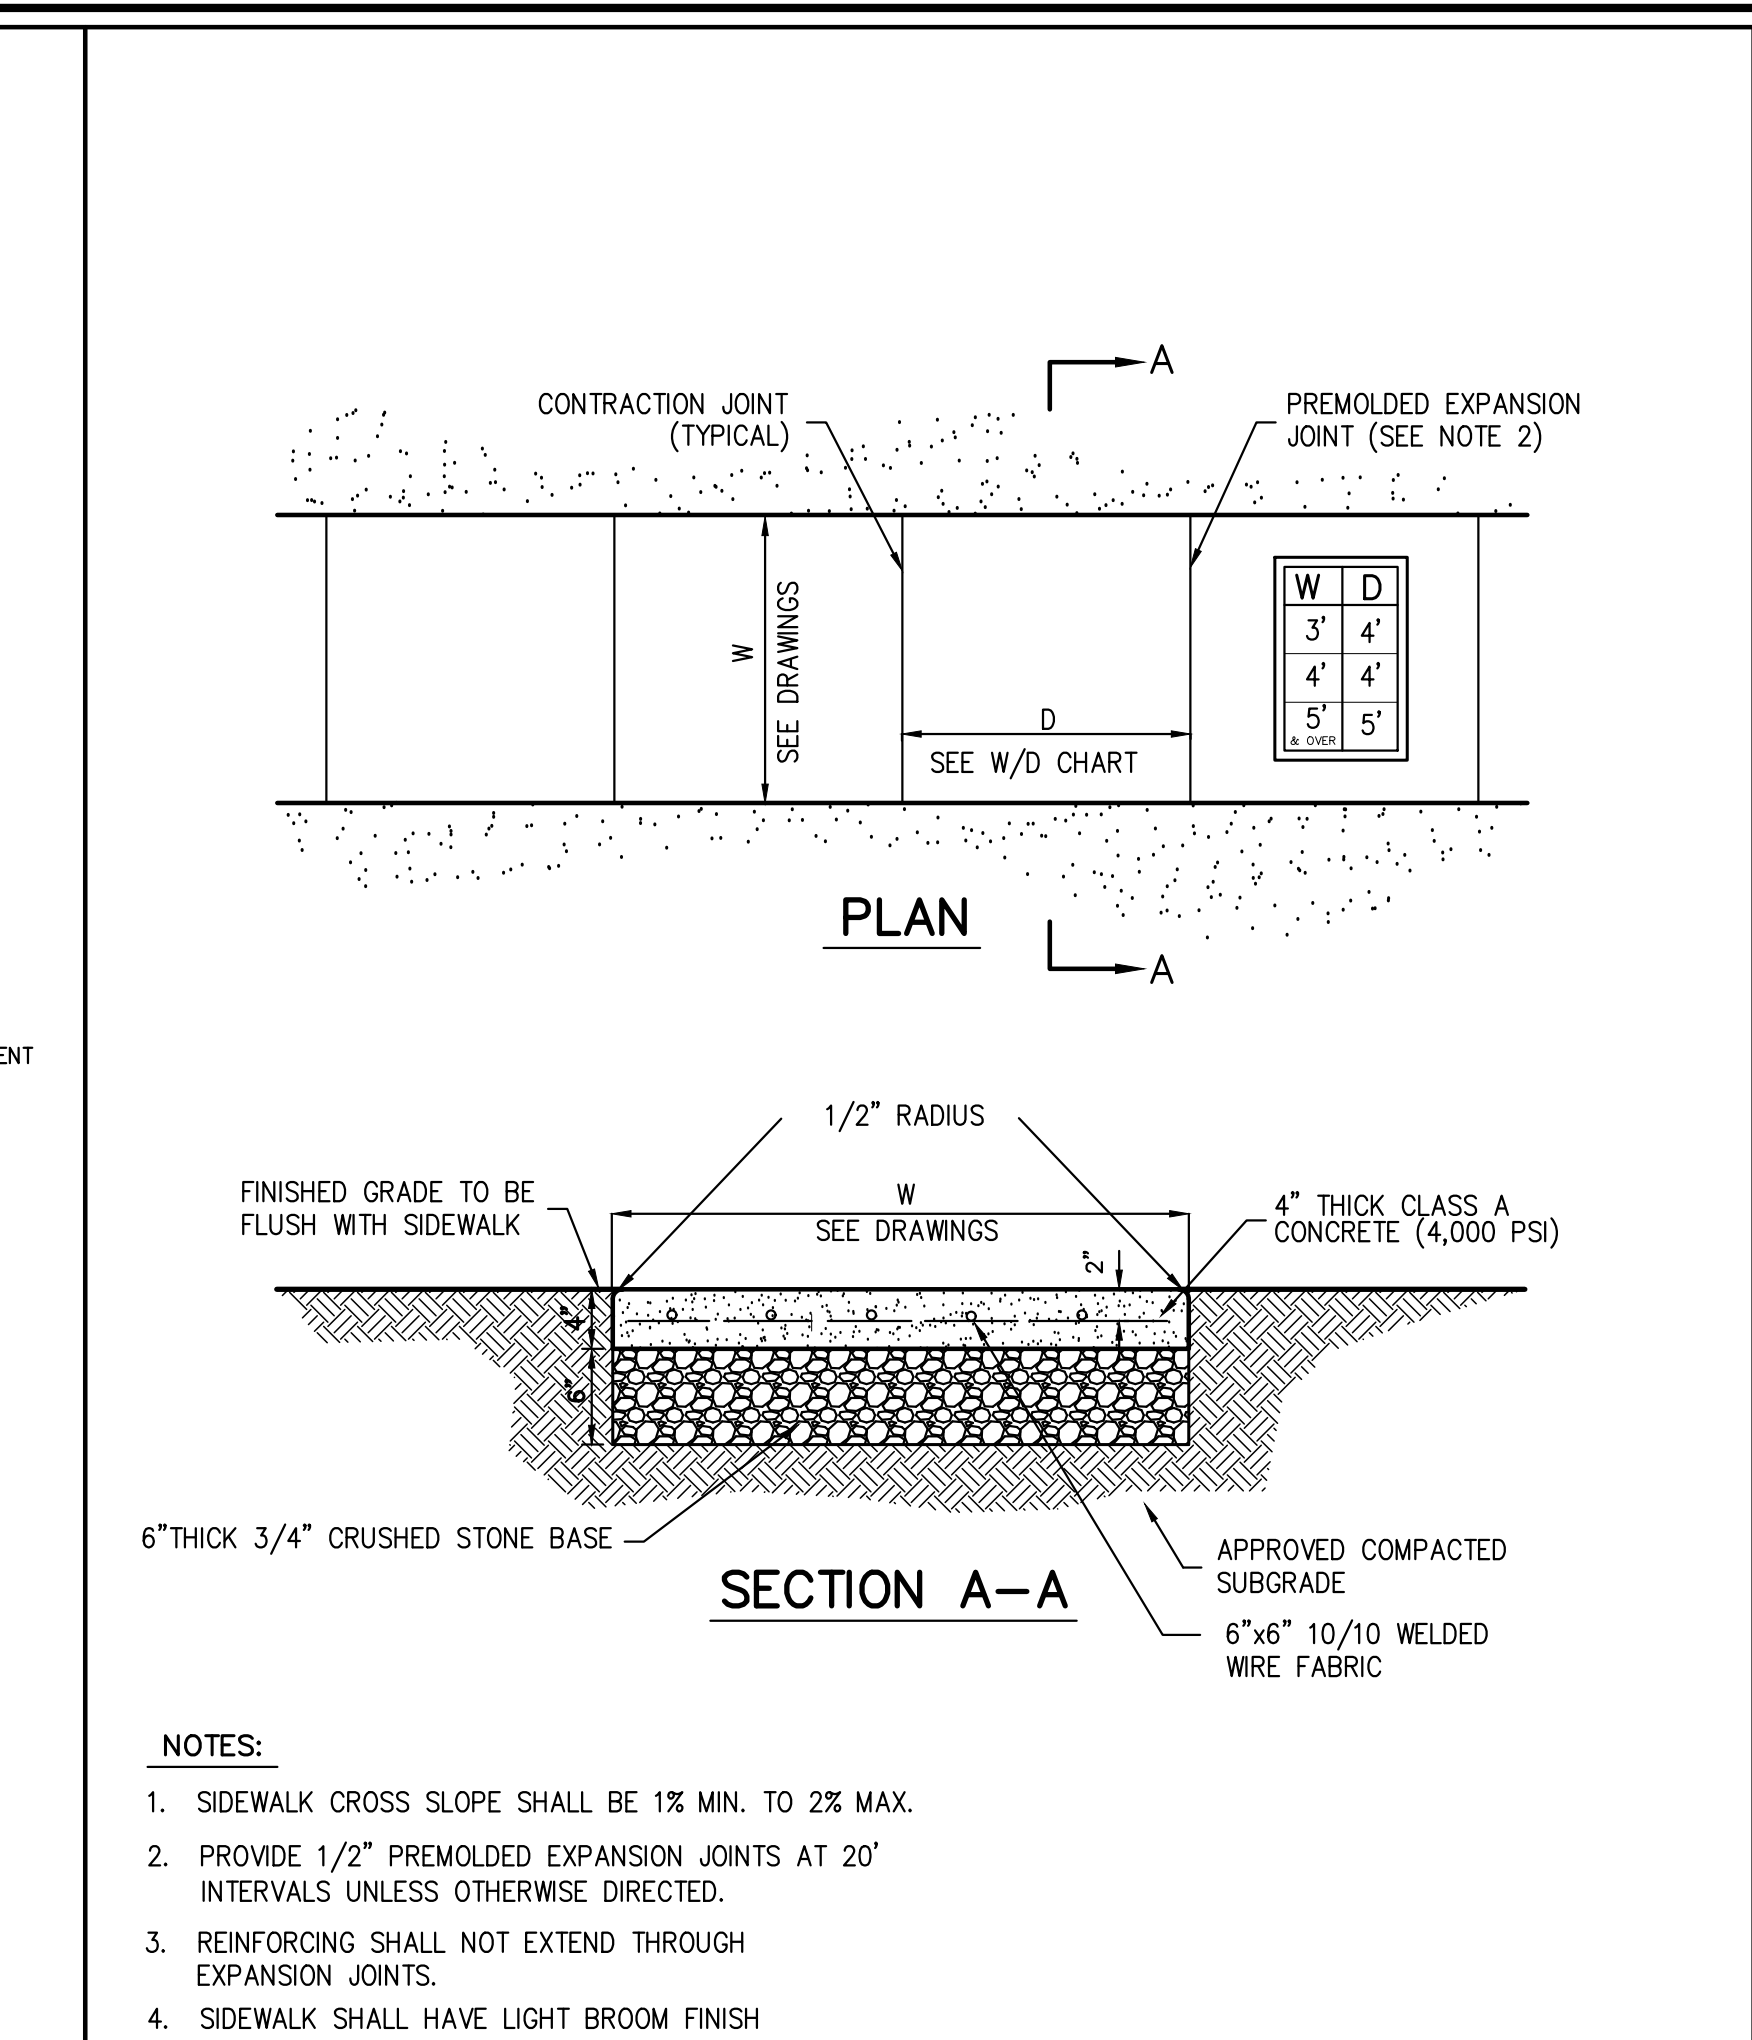 A
CONTRACTION JOINT
(TYPICAL)
PREMOLDED EXPANSION
JOINT (SEE NOTE 2)
W
SEE DRAWINGS
D
SEE W/D CHART
W D
3' 4'
4' 4'
5' 5'
& OVER
PLAN
A
ENT
1/2" RADIUS
FINISHED GRADE TO BE
FLUSH WITH SIDEWALK
W
SEE DRAWINGS
4" THICK CLASS A
CONCRETE (4,000 PSI)
2"
4"
6"
6"THICK 3/4" CRUSHED STONE BASE
APPROVED COMPACTED
SUBGRADE
SECTION A-A
6"x6" 10/10 WELDED
WIRE FABRIC
NOTES:
1. SIDEWALK CROSS SLOPE SHALL BE 1% MIN. TO 2% MAX.
2. PROVIDE 1/2" PREMOLDED EXPANSION JOINTS AT 20'
INTERVALS UNLESS OTHERWISE DIRECTED.
3. REINFORCING SHALL NOT EXTEND THROUGH
EXPANSION JOINTS.
4. SIDEWALK SHALL HAVE LIGHT BROOM FINISH